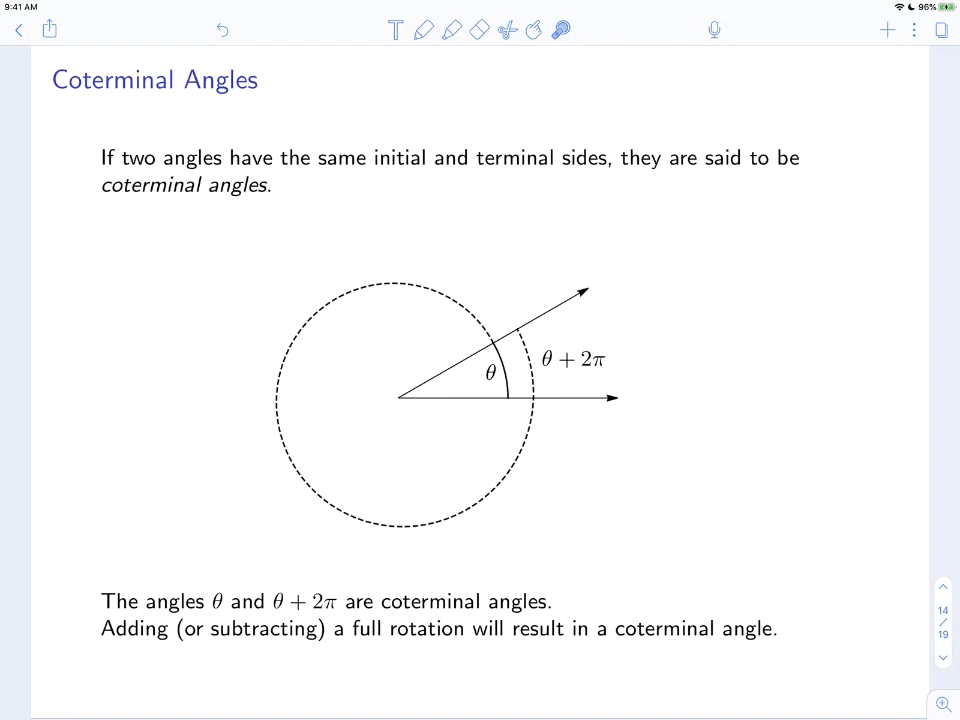 9:41 AM
96%
Coterminal Angles
If two angles have the same initial and terminal sides, they are said to be
coterminal angles.
θ + 2π
θ
The angles θ and θ + 2π are coterminal angles.
Adding (or subtracting) a full rotation will result in a coterminal angle.
14
/
19